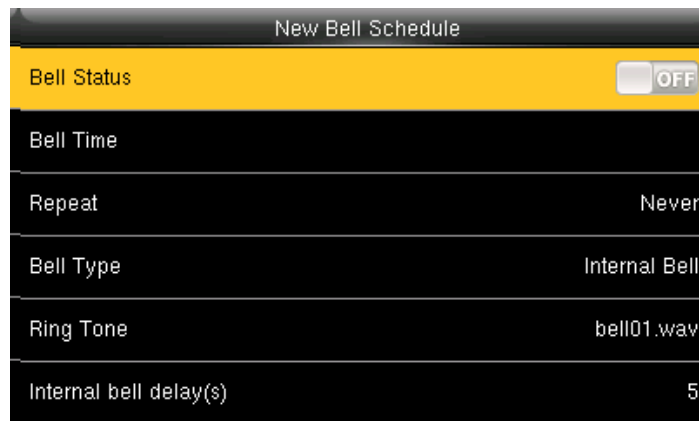 New Bell Schedule
Bell Status OFF
Bell Time
Repeat Never
Bell Type Internal Bell
Ring Tone bell01.wav
Internal bell delay(s) 5